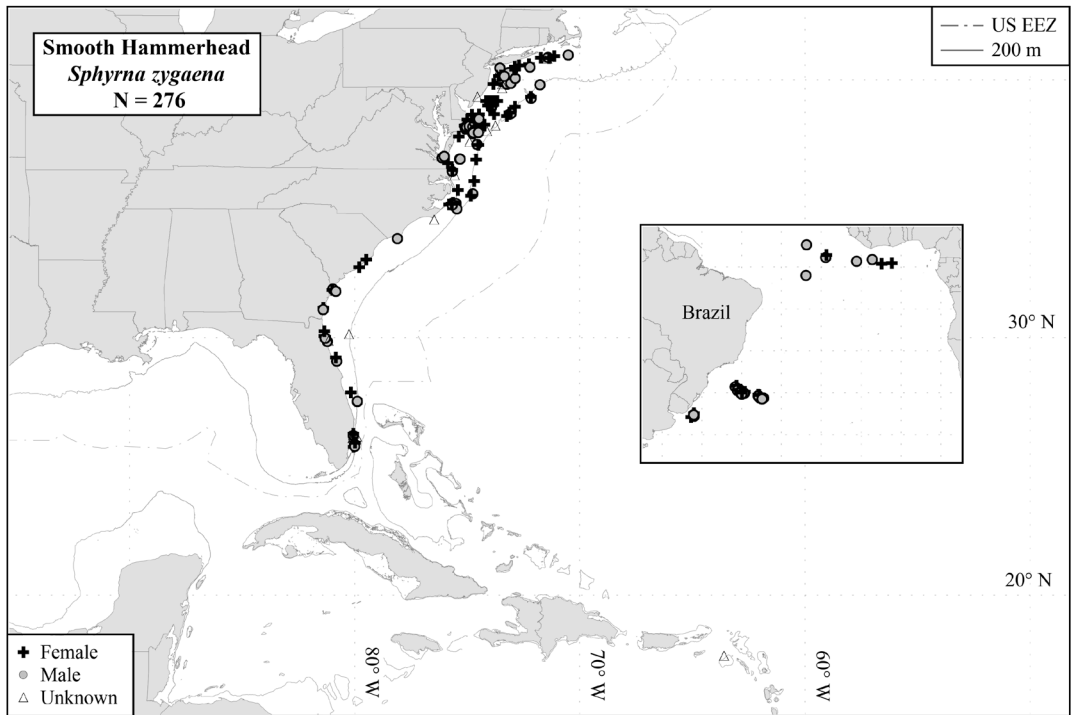 Smooth Hammerhead
Sphyrna zygaena
N = 276
US EEZ
200 m
Brazil
30° N
20° N
80° W
70° W
60° W
Female
Male
Unknown